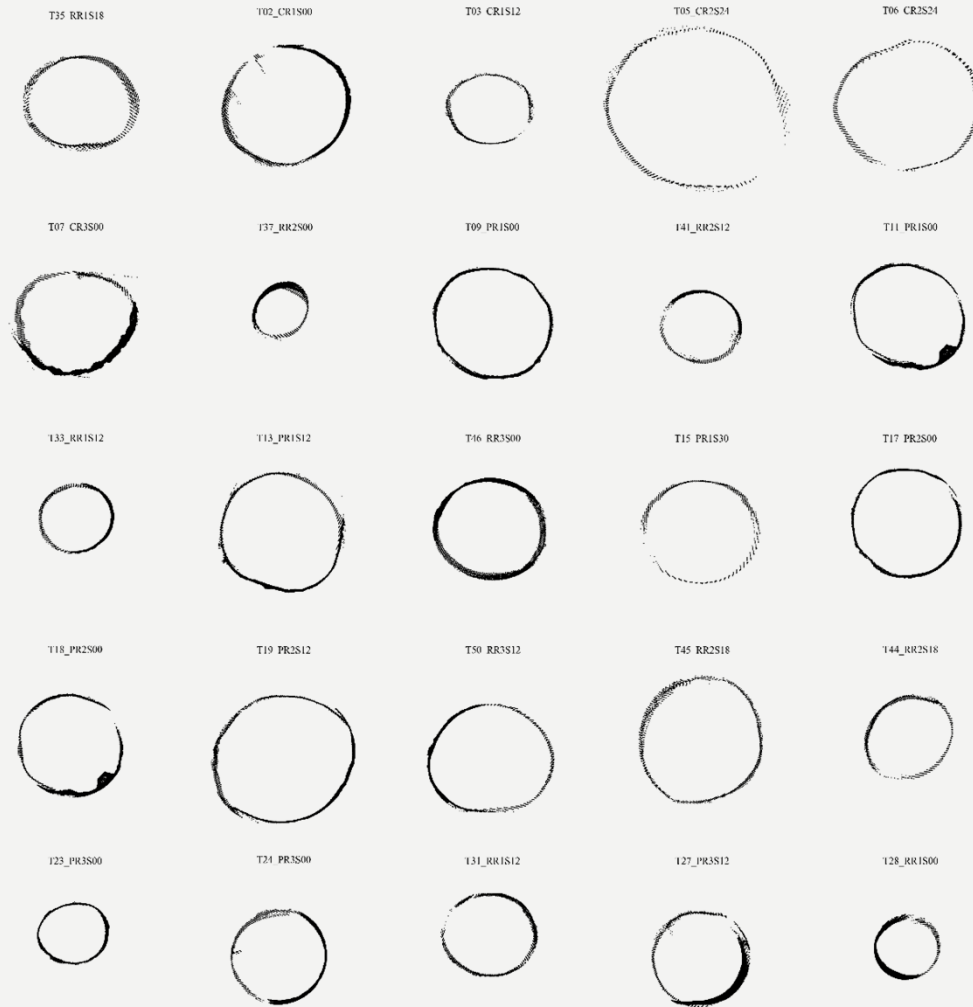 T35 RR1S18 T02_CR1S00 T03 CR1S12 T05_CR2S24 T06 CR2S24
T07 CR3S00 T37_RR2S00 T09 PR1S00 T41_RR2S12 T11 PR1S00
T33_RR1S12 T13_PR1S12 T46 RR3S00 T15 PR1S30 T17 PR2S00
T18_PR2S00 T19 PR2S12 T50 RR3S12 T45 RR2S18 T44_RR2S18
T23_PR3S00 T24 PR3S00 T31_RR1S12 T27_PR3S12 T28_RR1S00